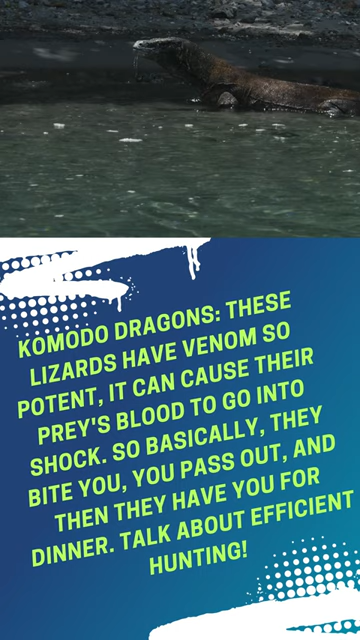 KOMODO DRAGONS: THESE
LIZARDS HAVE VENOM SO
POTENT, IT CAN CAUSE THEIR
PREY'S BLOOD TO GO INTO
SHOCK. SO BASICALLY, THEY
BITE YOU, YOU PASS OUT, AND
THEN THEY HAVE YOU FOR
DINNER. TALK ABOUT EFFICIENT
HUNTING!